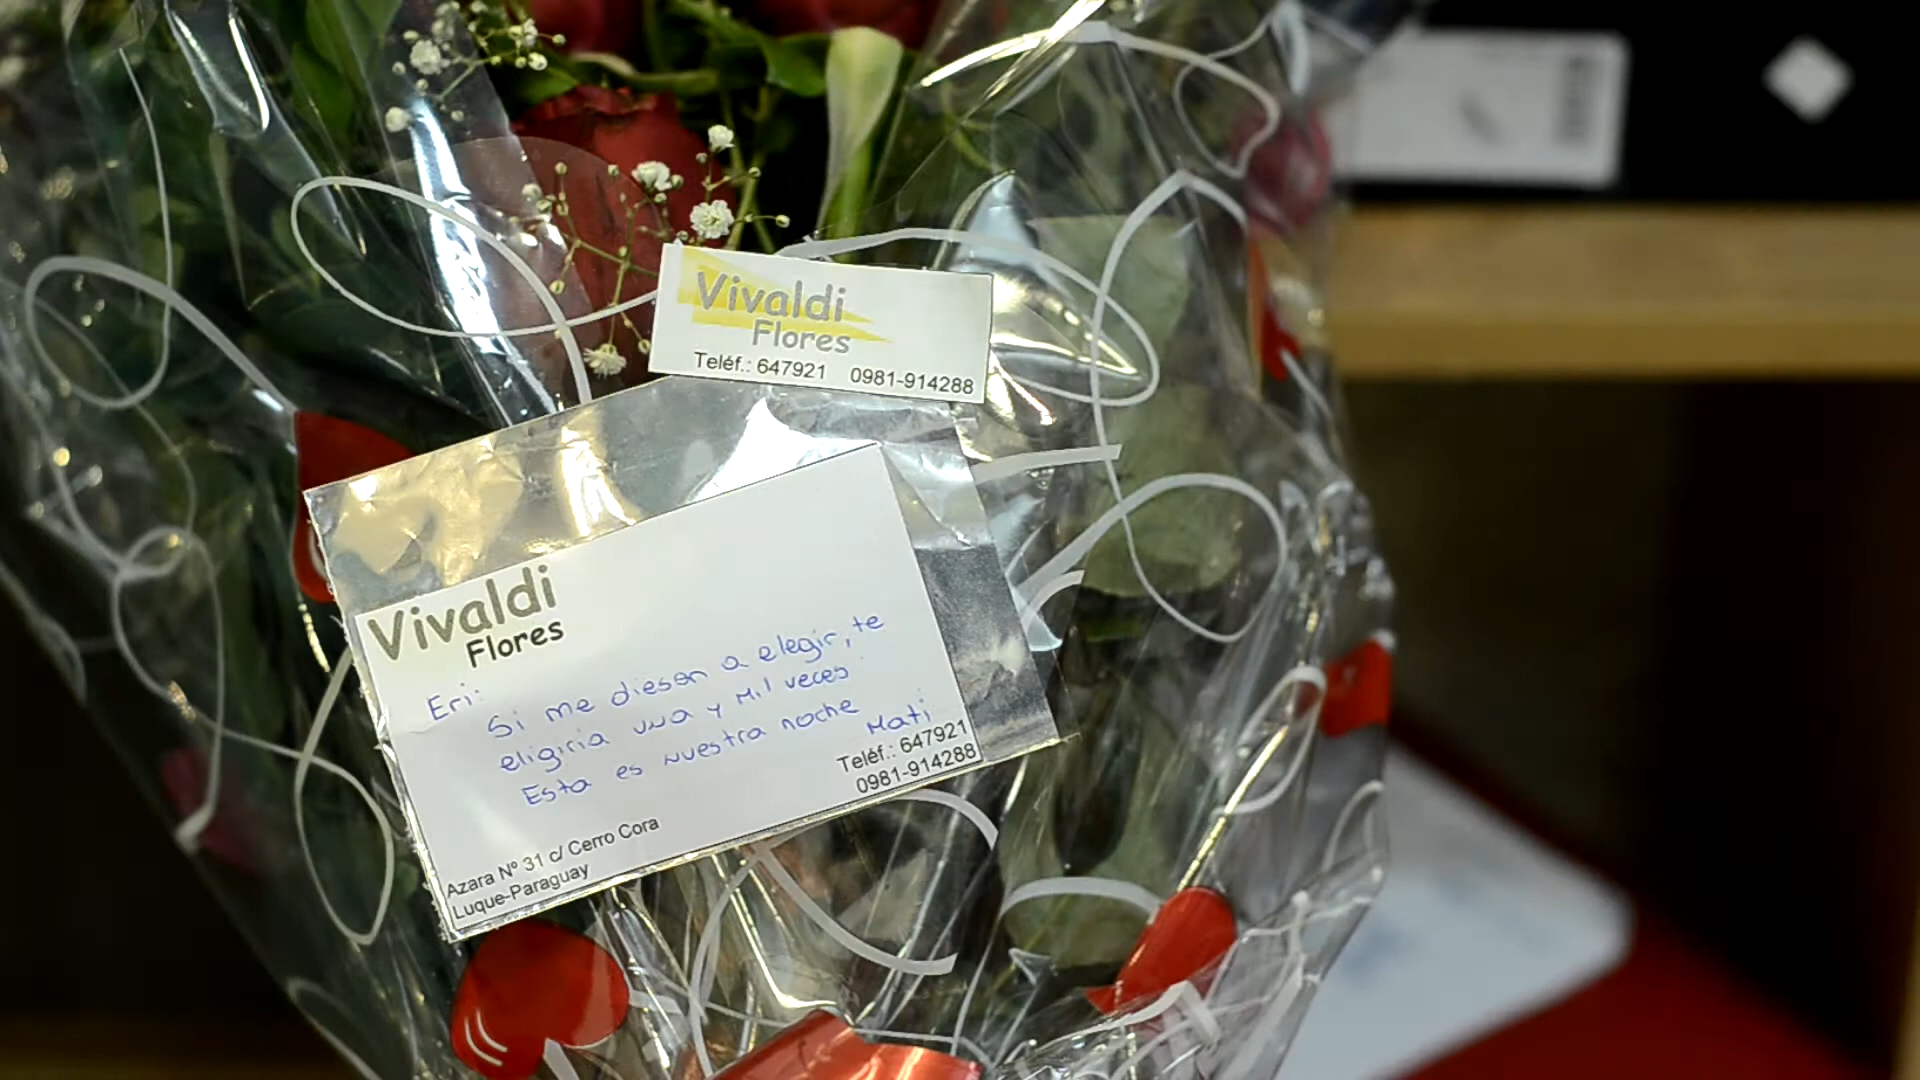 Vivaldi
Flores
Teléf.: 647921 0981-914288
Vivaldi
Flores
Eri:
Si me diesen a elegir, te
eligiria una y mil veces
Esta es nuestra noche
Mati
Teléf.: 647921
0981-914288
Azara Nº 31 c/ Cerro Cora
Luque-Paraguay